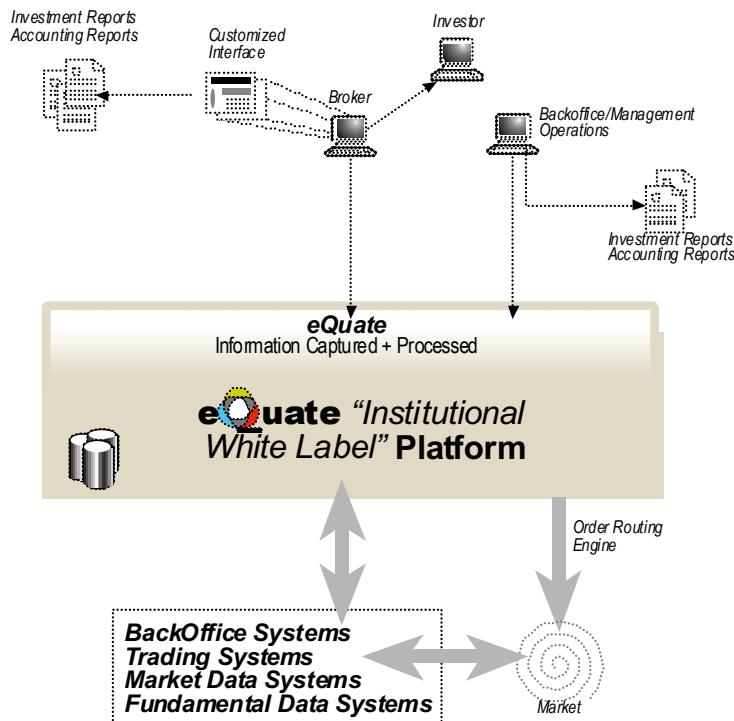 Investment Reports
Accounting Reports
Customized
Interface
Investor
Broker
Backoffice/Management
Operations
Investment Reports
Accounting Reports
eQuate
Information Captured + Processed
eQuate “Institutional
White Label” Platform
Order Routing
Engine
BackOffice Systems
Trading Systems
Market Data Systems
Fundamental Data Systems
Market